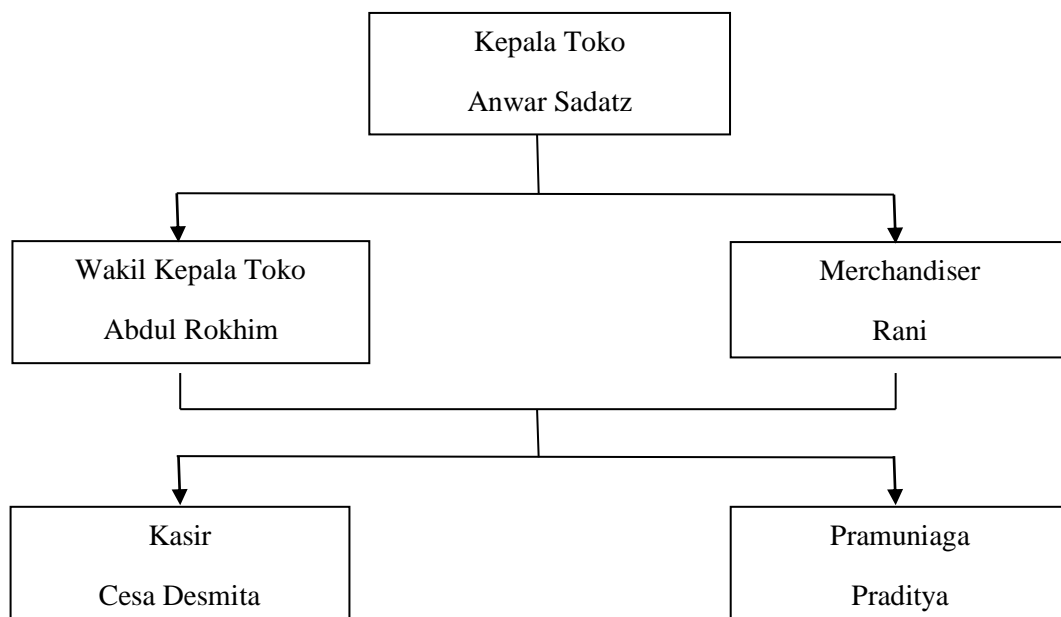 Kepala Toko
Anwar Sadatz
Wakil Kepala Toko
Abdul Rokhim
Merchandiser
Rani
Kasir
Cesa Desmita
Pramuniaga
Praditya